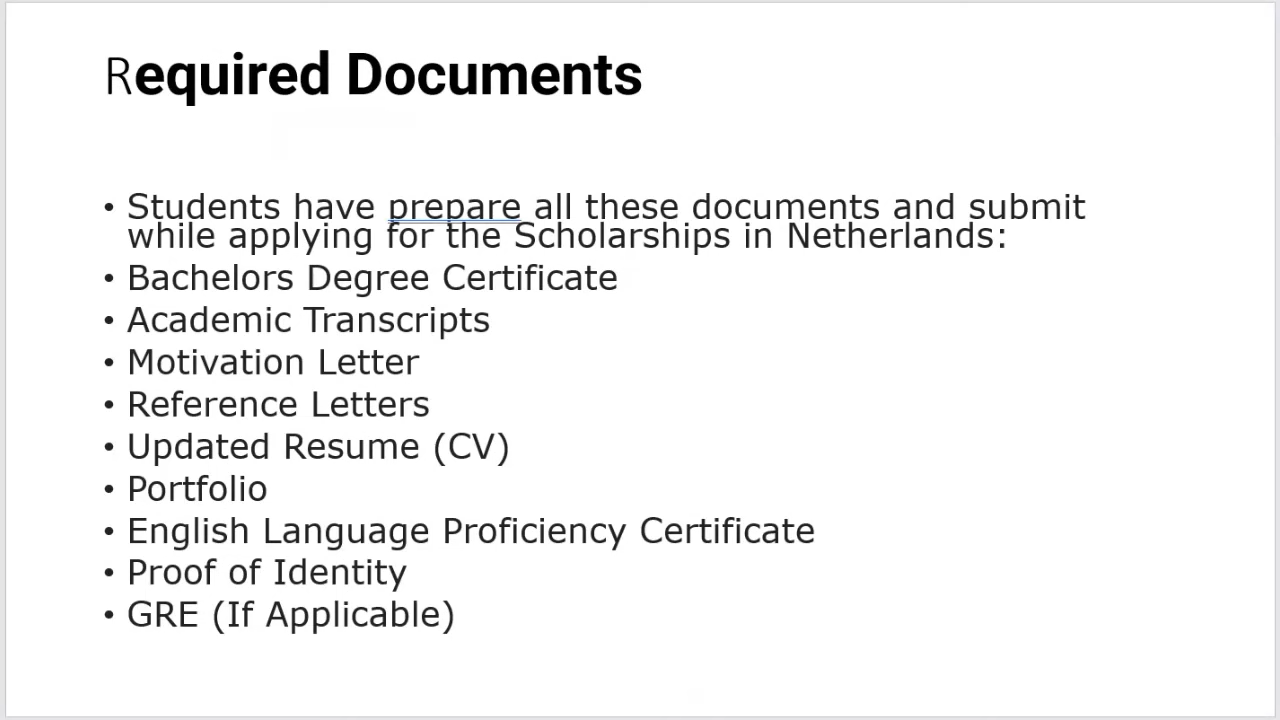 Required Documents
• Students have prepare all these documents and submit
while applying for the Scholarships in Netherlands:
• Bachelors Degree Certificate
• Academic Transcripts
• Motivation Letter
• Reference Letters
• Updated Resume (CV)
• Portfolio
• English Language Proficiency Certificate
• Proof of Identity
• GRE (If Applicable)